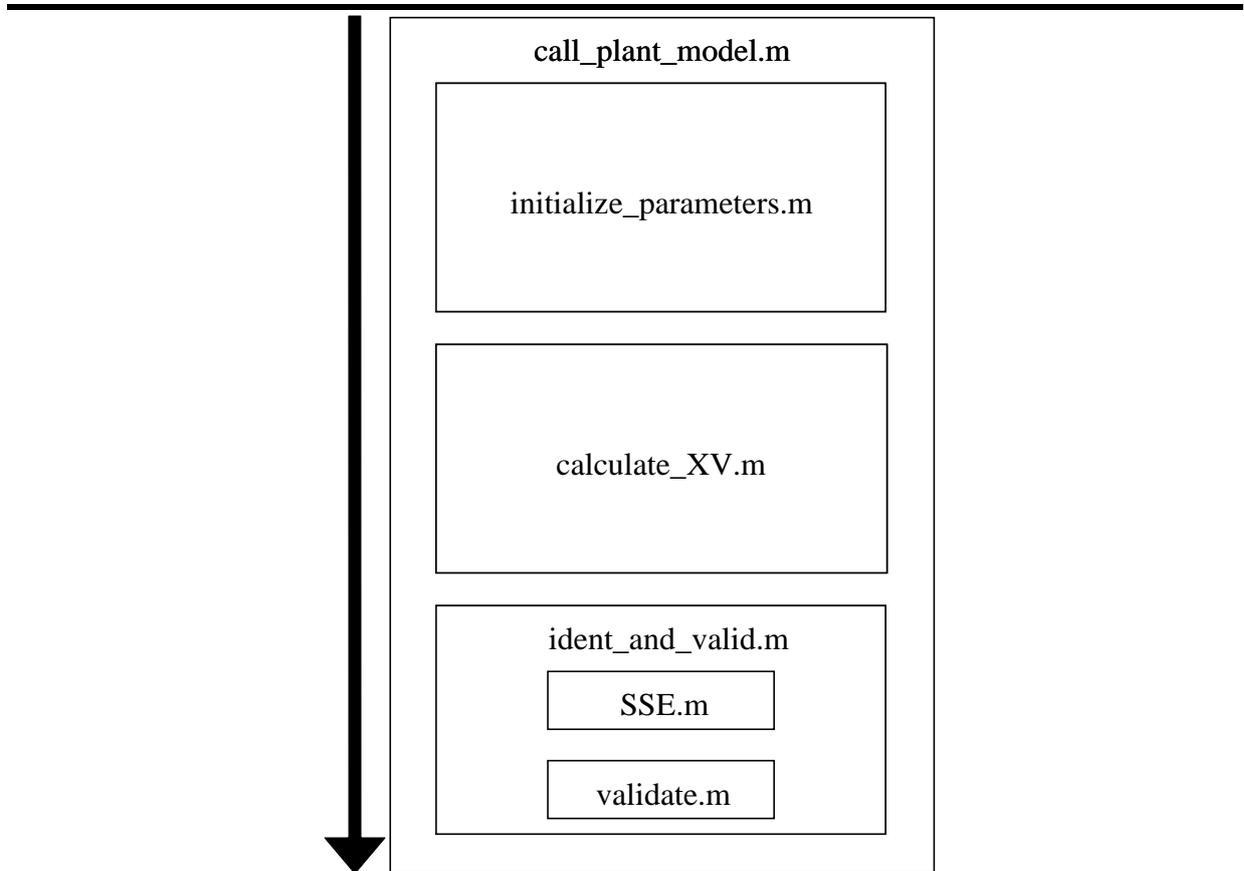 call_plant_model.m
initialize_parameters.m
calculate_XV.m
ident_and_valid.m
SSE.m
validate.m